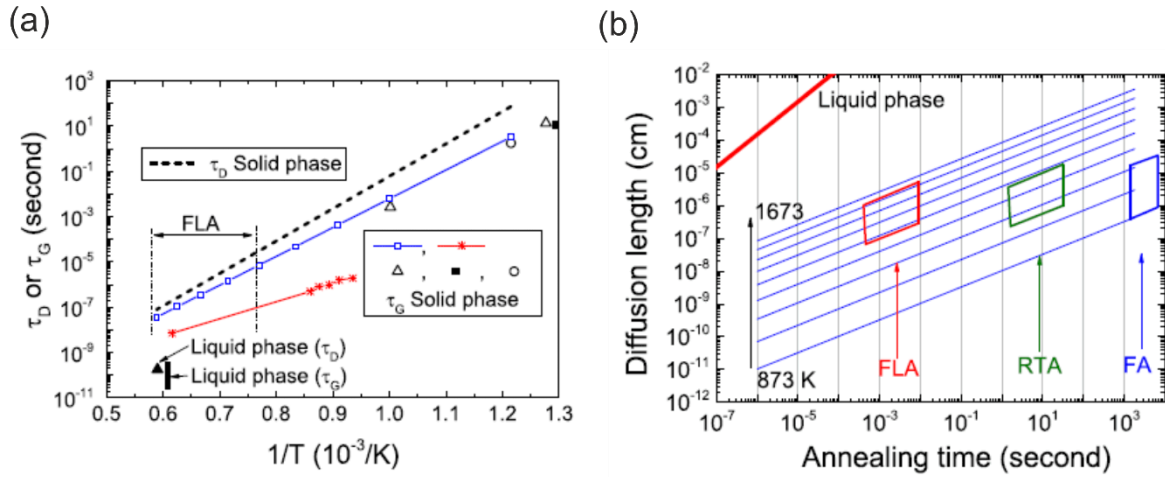 (a)
τD or τG (second)
10^3
10^1
10^-1
10^-3
10^-5
10^-7
10^-9
10^-11
τD Solid phase
FLA
, 
, ,
τG Solid phase
Liquid phase (τD)
Liquid phase (τG)
0.5 0.6 0.7 0.8 0.9 1.0 1.1 1.2 1.3
1/T (10^-3/K)
(b)
Diffusion length (cm)
10^-2
10^-3
10^-4
10^-5
10^-6
10^-7
10^-8
10^-9
10^-10
10^-11
10^-12
Liquid phase
1673
873 K
FLA
RTA
FA
10^-7 10^-5 10^-3 10^-1 10^1 10^3
Annealing time (second)